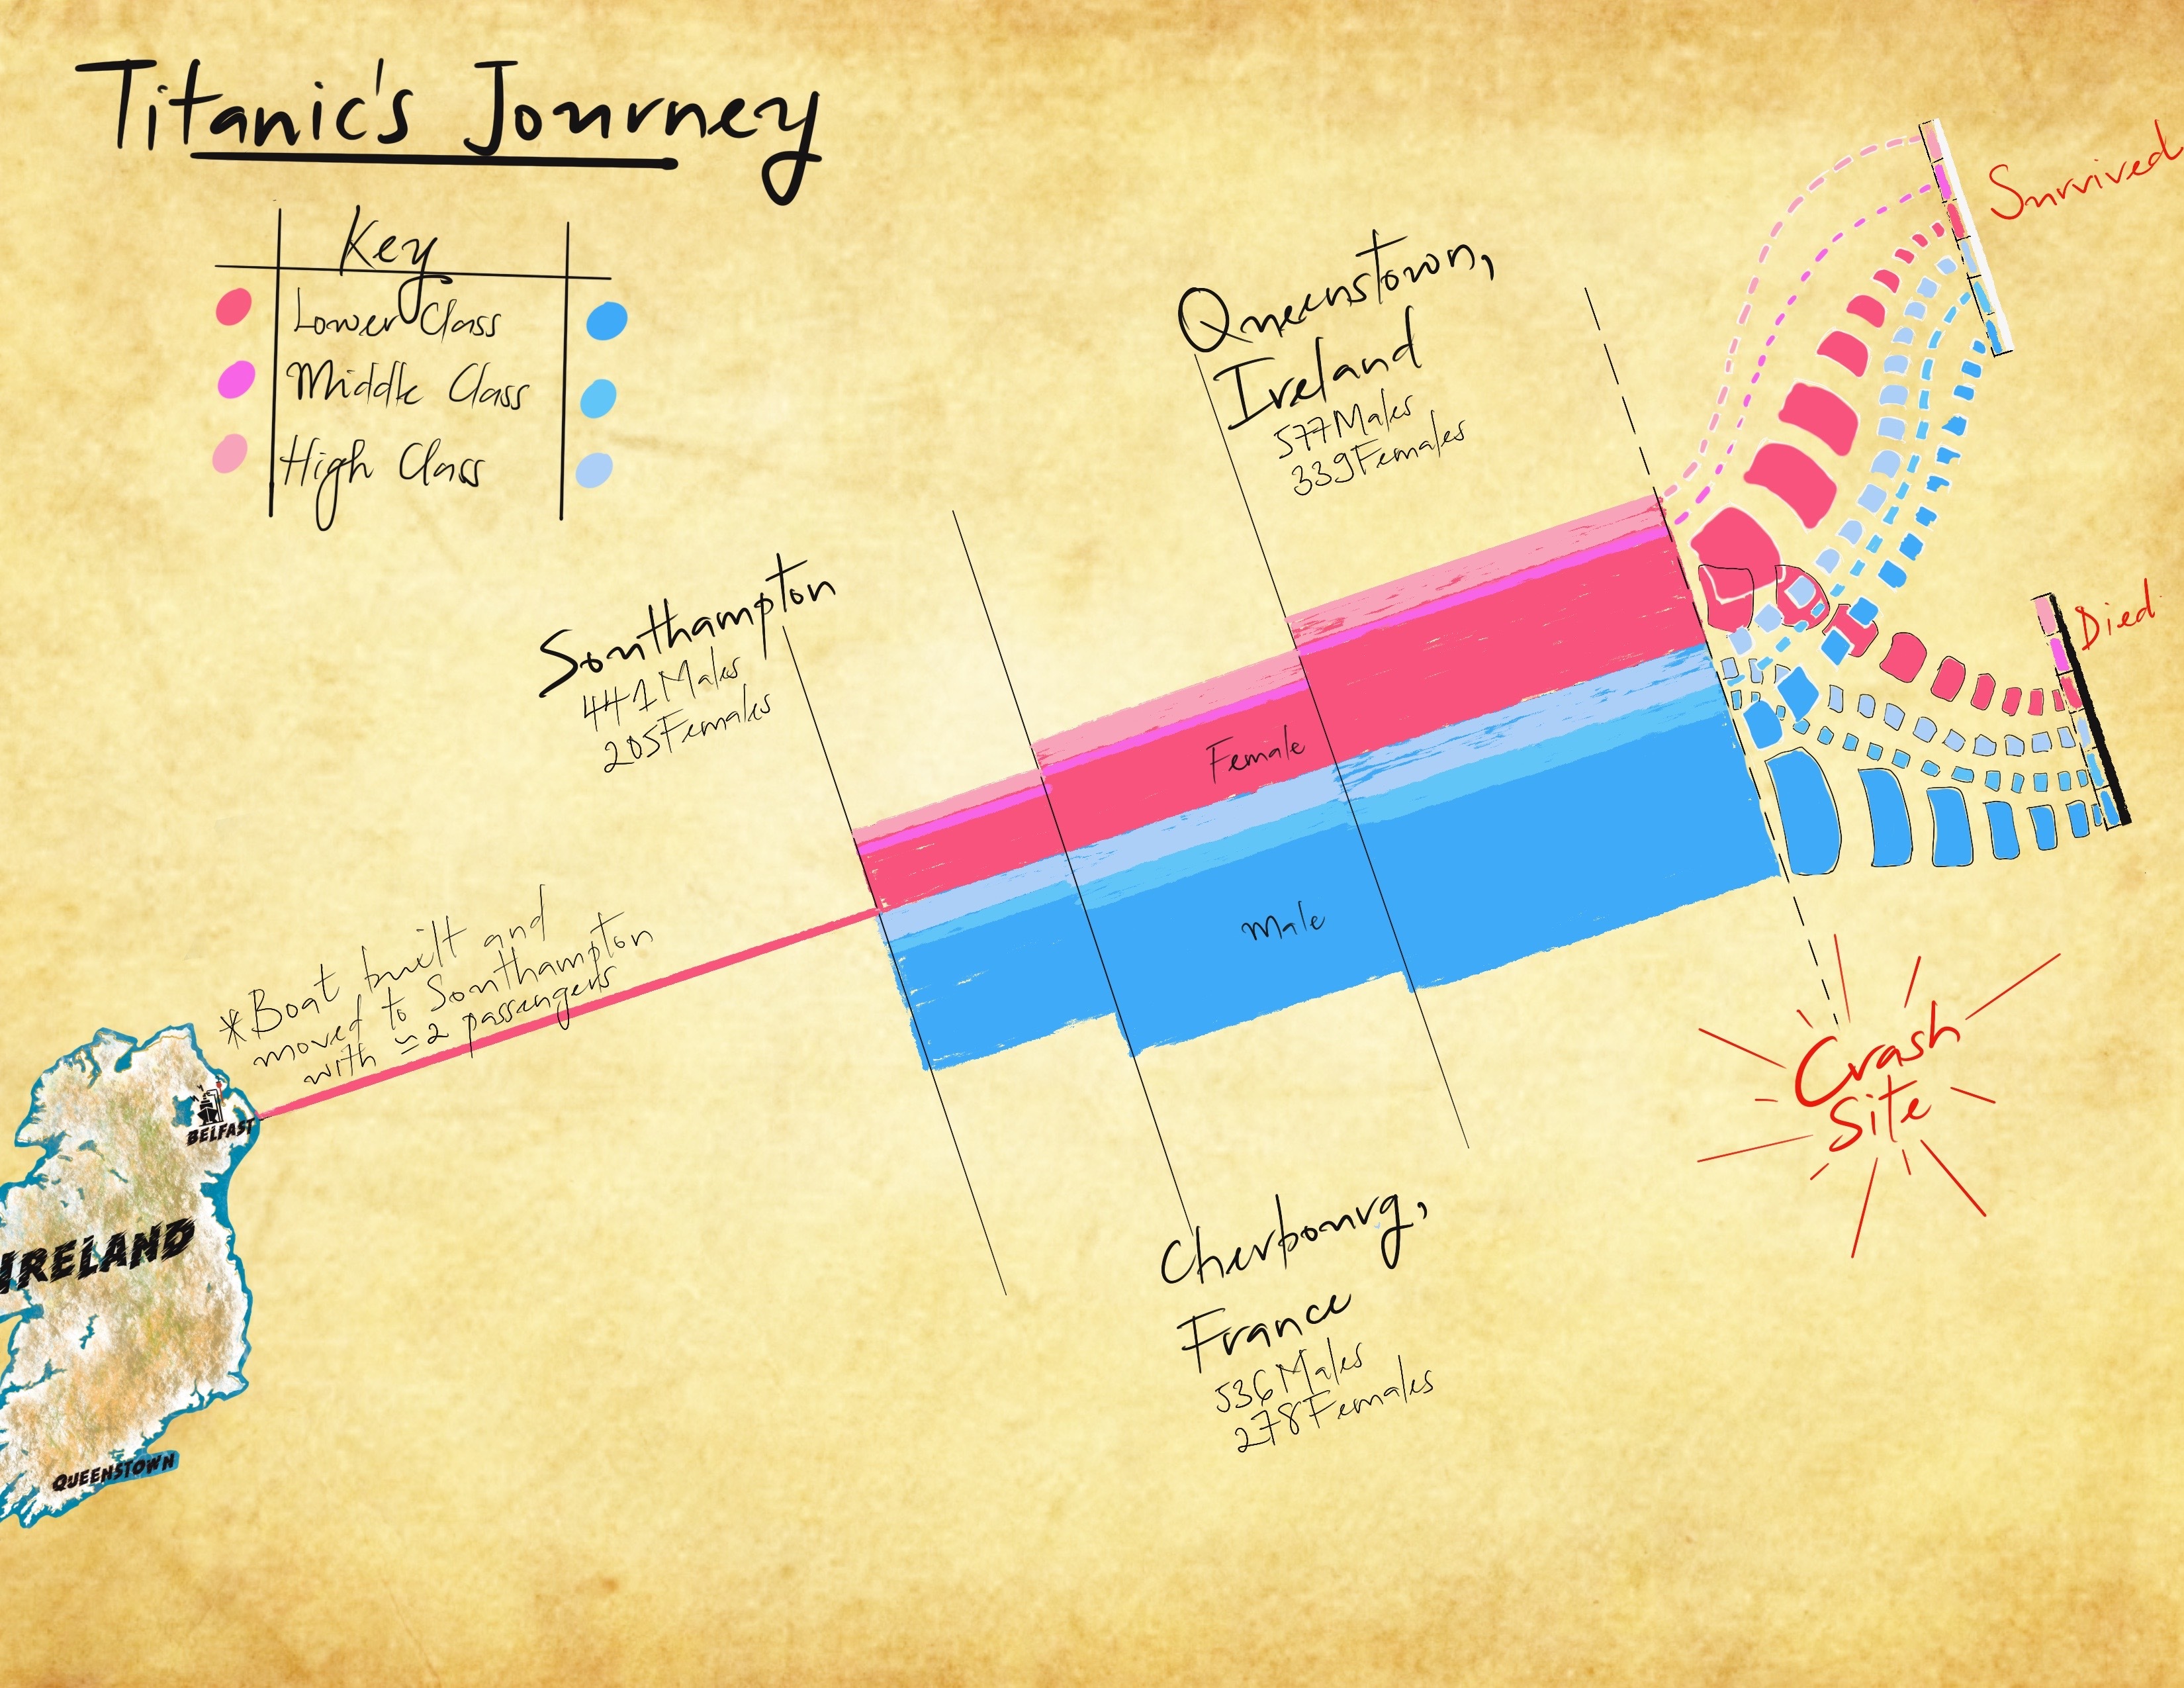 Titanic's Journey
Key
Lower Class
Middle Class
High Class
Queenstown,
Ireland
577 Males
339 Females
Survived
Southampton
441 Males
205 Females
Died
Female
Male
*Boat built and
moved to Southampton
with ≃2 passengers
BELFAST
IRELAND
QUEENSTOWN
Crash
Site
Cherbourg,
France
536 Males
278 Females